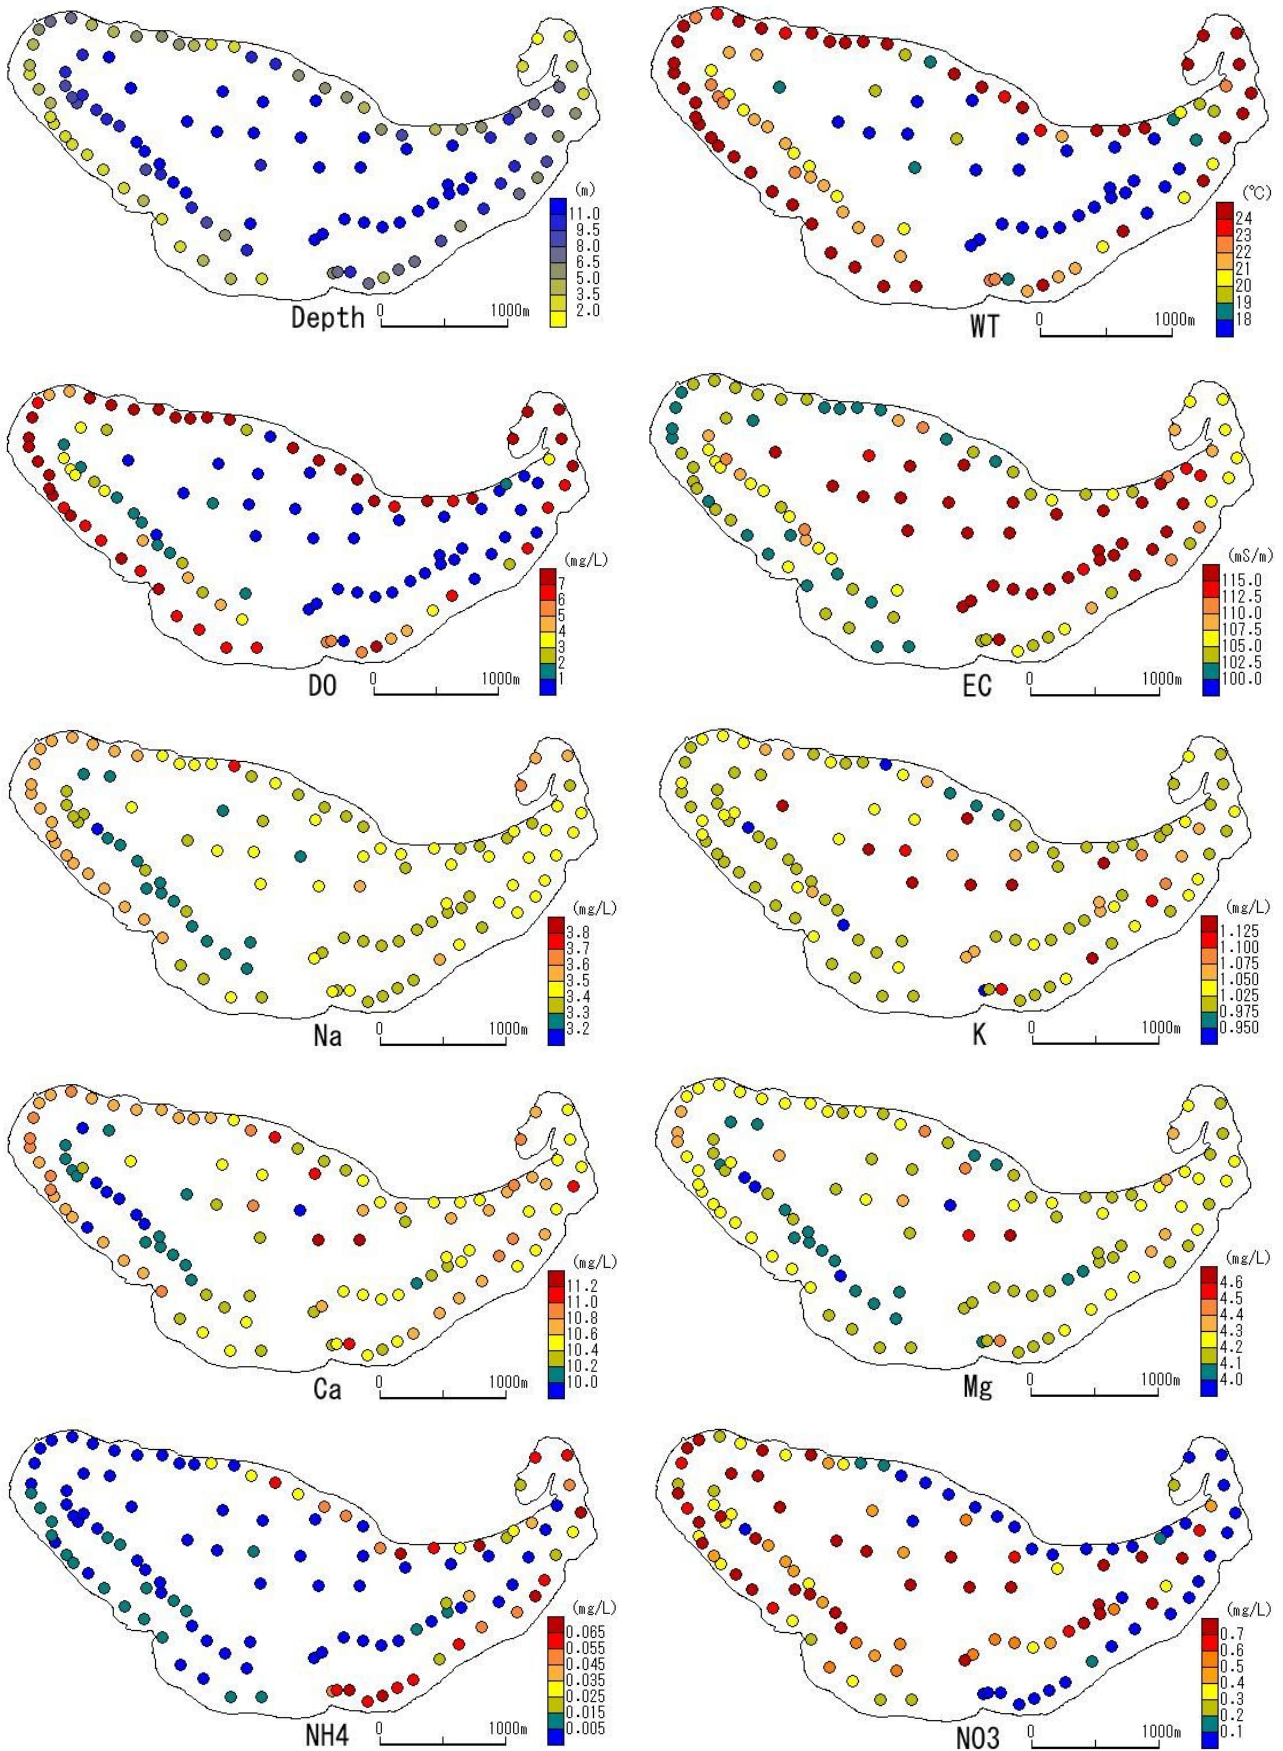 (m)
11.0
9.5
8.0
6.5
5.0
3.5
2.0
Depth
0
1000m
(℃)
24
23
22
21
20
19
18
WT
0
1000m
(mg/L)
7
6
5
4
3
2
1
DO
0
1000m
(mS/m)
115.0
112.5
110.0
107.5
105.0
102.5
100.0
EC
0
1000m
(mg/L)
3.8
3.7
3.6
3.5
3.4
3.3
3.2
Na
0
1000m
(mg/L)
1.125
1.100
1.075
1.050
1.025
0.975
0.950
K
0
1000m
(mg/L)
11.2
11.0
10.8
10.6
10.4
10.2
10.0
Ca
0
1000m
(mg/L)
4.6
4.5
4.4
4.3
4.2
4.1
4.0
Mg
0
1000m
(mg/L)
0.065
0.055
0.045
0.035
0.025
0.015
0.005
NH4
0
1000m
(mg/L)
0.7
0.6
0.5
0.4
0.3
0.2
0.1
NO3
0
1000m